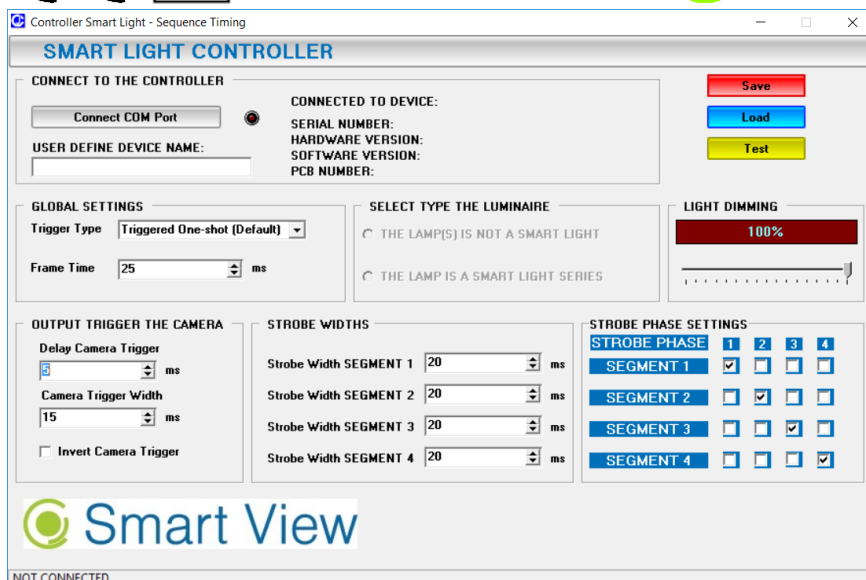 Controller Smart Light - Sequence Timing
SMART LIGHT CONTROLLER
CONNECT TO THE CONTROLLER
Connect COM Port
CONNECTED TO DEVICE:
SERIAL NUMBER:
HARDWARE VERSION:
SOFTWARE VERSION:
PCB NUMBER:
USER DEFINE DEVICE NAME:
Save
Load
Test
GLOBAL SETTINGS
Trigger Type Triggered One-shot (Default)
Frame Time 25 ms
SELECT TYPE THE LUMINAIRE
THE LAMP(S) IS NOT A SMART LIGHT
THE LAMP IS A SMART LIGHT SERIES
LIGHT DIMMING
100%
OUTPUT TRIGGER THE CAMERA
Delay Camera Trigger
5 ms
Camera Trigger Width
15 ms
Invert Camera Trigger
STROBE WIDTHS
Strobe Width SEGMENT 1 20 ms
Strobe Width SEGMENT 2 20 ms
Strobe Width SEGMENT 3 20 ms
Strobe Width SEGMENT 4 20 ms
STROBE PHASE SETTINGS
STROBE PHASE 1 2 3 4
SEGMENT 1
SEGMENT 2
SEGMENT 3
SEGMENT 4
Smart View
NOT CONNECTED